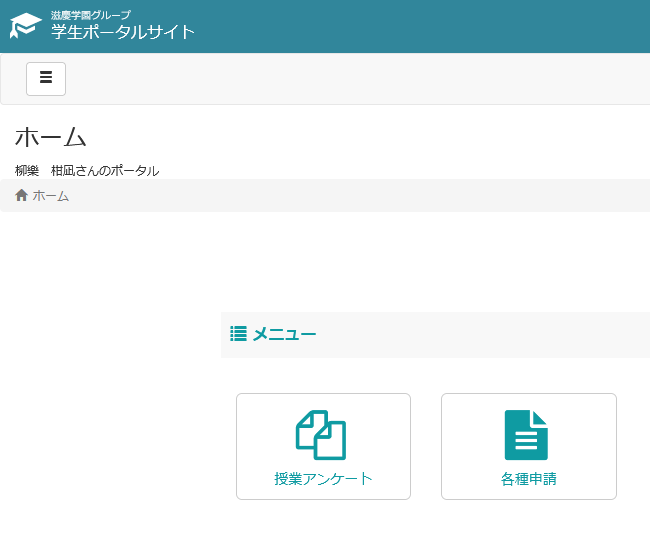 滋慶学園グループ
学生ポータルサイト
ホーム
柳樂　柑凪さんのポータル
ホーム
メニュー
授業アンケート
各種申請